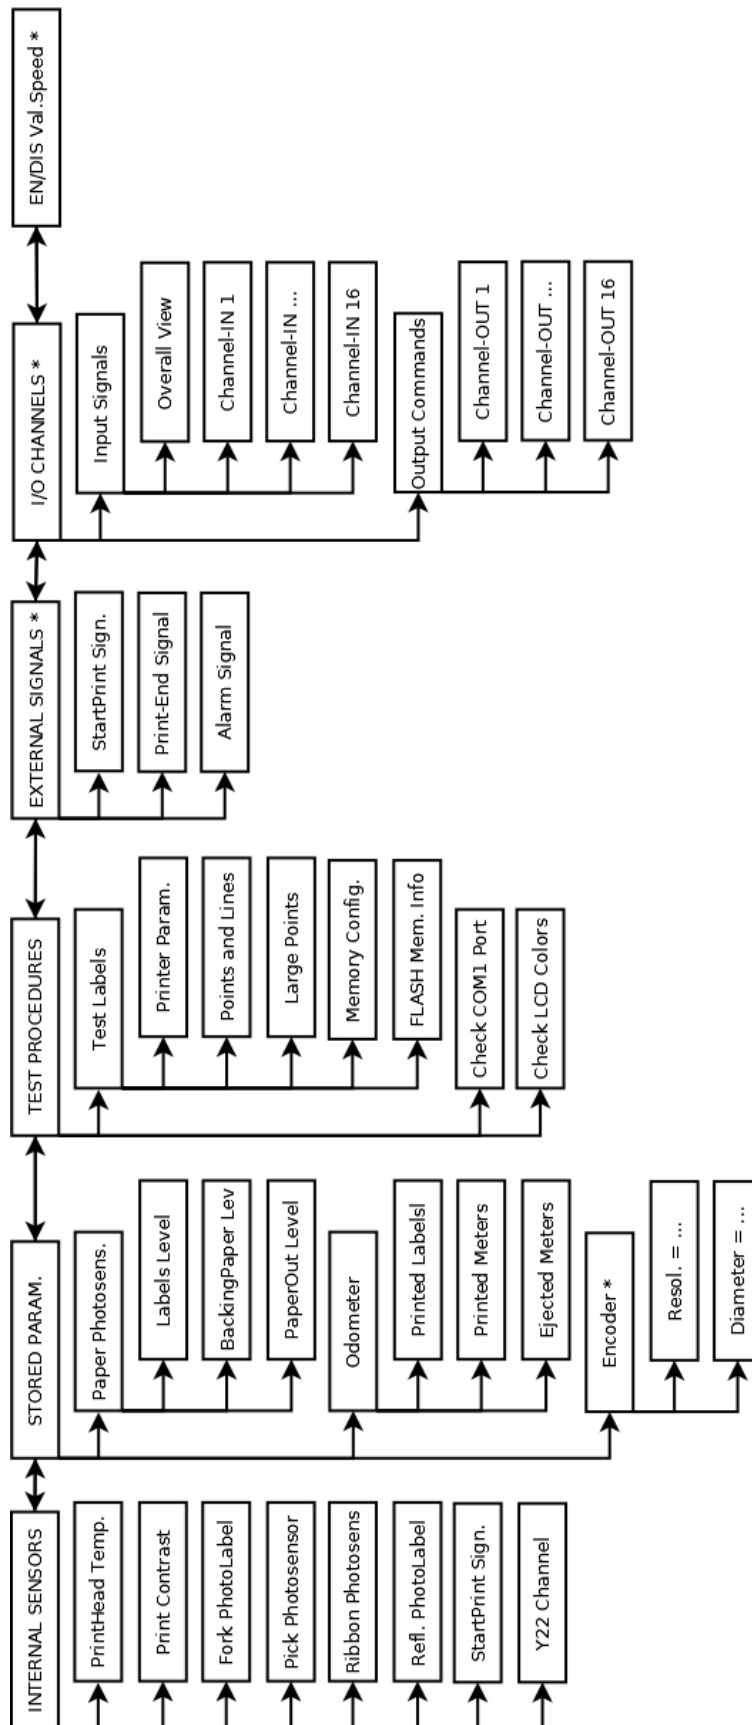 INTERNAL SENSORS
PrintHead Temp.
Print Contrast
Fork PhotoLabel
Pick Photosensor
Ribbon Photosens
Refl. PhotoLabel
StartPrint Sign.
Y22 Channel
STORED PARAM.
Paper Photosens.
Labels Level
BackingPaper Lev
PaperOut Level
Odometer
Printed Labelsl
Printed Meters
Ejected Meters
Encoder *
Resol. = ...
Diameter = ...
TEST PROCEDURES
Test Labels
Printer Param.
Points and Lines
Large Points
Memory Config.
FLASH Mem. Info
Check COM1 Port
Check LCD Colors
EXTERNAL SIGNALS *
StartPrint Sign.
Print-End Signal
Alarm Signal
I/O CHANNELS *
Input Signals
Overall View
Channel-IN 1
Channel-IN ...
Channel-IN 16
Output Commands
Channel-OUT 1
Channel-OUT ...
Channel-OUT 16
EN/DIS Val.Speed *